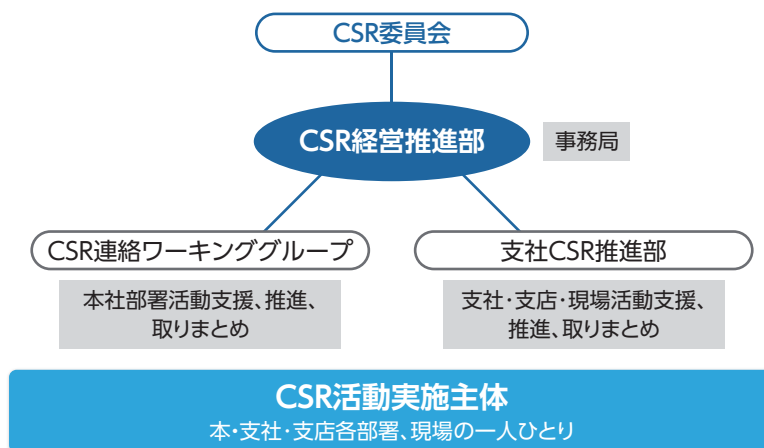 CSR委員会
CSR経営推進部
事務局
CSR連絡ワーキンググループ
本社部署活動支援、推進、
取りまとめ
支社CSR推進部
支社・支店・現場活動支援、
推進、取りまとめ
CSR活動実施主体
本・支社・支店各部署、現場の一人ひとり